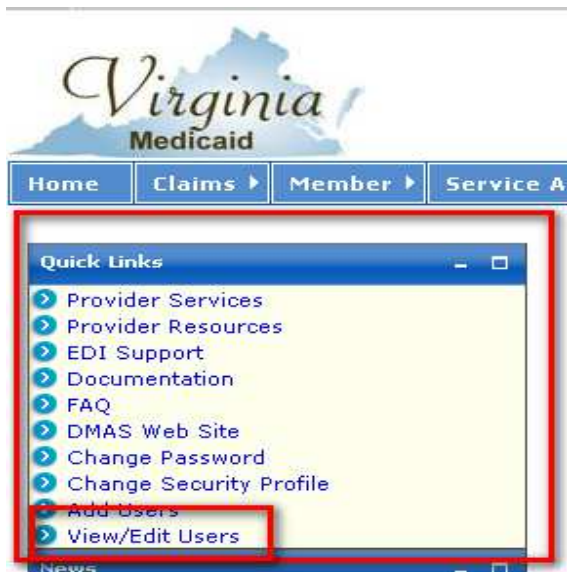 Virginia
Medicaid
Home Claims Member Service A
Quick Links
Provider Services
Provider Resources
EDI Support
Documentation
FAQ
DMAS Web Site
Change Password
Change Security Profile
Add Users
View/Edit Users
News